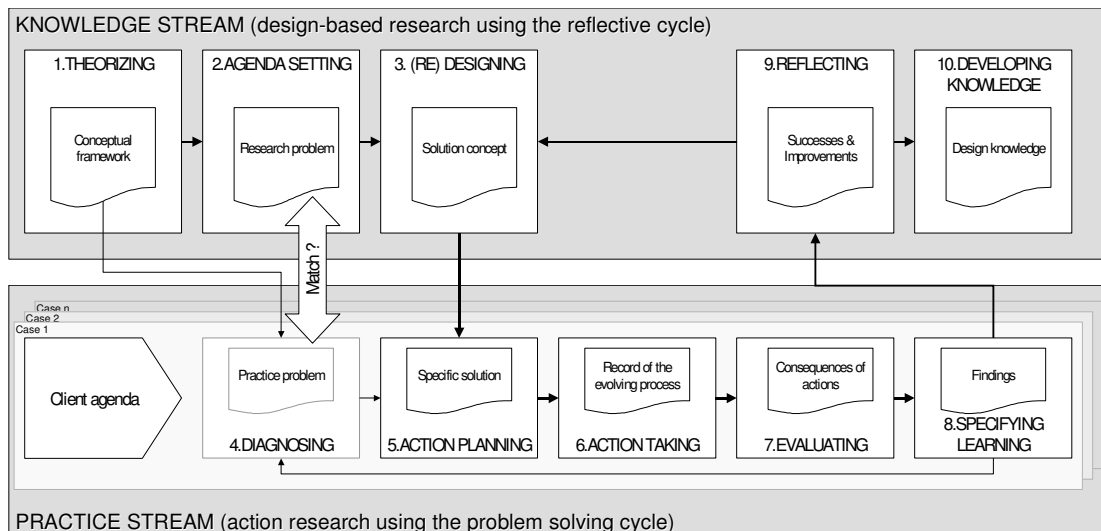 KNOWLEDGE STREAM (design-based research using the reflective cycle)
1.THEORIZING
Conceptual
framework
2.AGENDA SETTING
Research problem
3. (RE) DESIGNING
Solution concept
9.REFLECTING
Successes &
Improvements
10.DEVELOPING
KNOWLEDGE
Design knowledge
Match ?
Case n
Case 2
Case 1
Client agenda
Practice problem
4.DIAGNOSING
Specific solution
5.ACTION PLANNING
Record of the
evolving process
6.ACTION TAKING
Consequences of
actions
7.EVALUATING
Findings
8.SPECIFYING
LEARNING
PRACTICE STREAM (action research using the problem solving cycle)